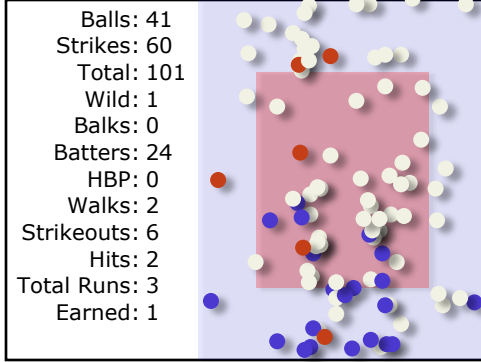 Balls: 41
Strikes: 60
Total: 101
Wild: 1
Balks: 0
Batters: 24
HBP: 0
Walks: 2
Strikeouts: 6
Hits: 2
Total Runs: 3
Earned: 1